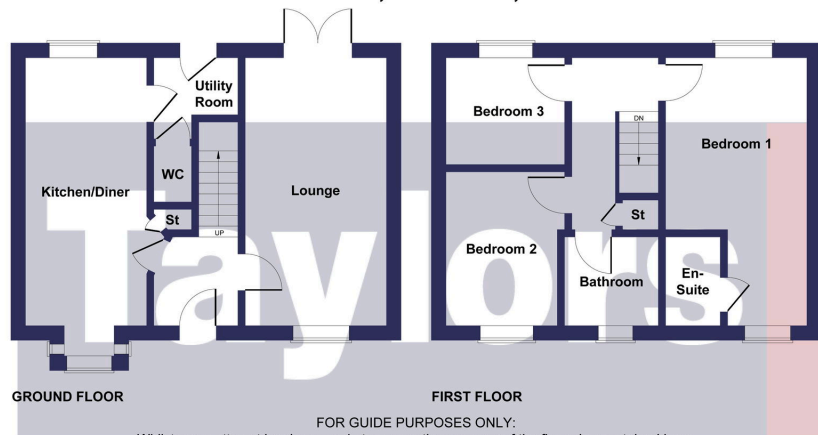 Utility
Room
WC
Kitchen/Diner
St
Lounge
UP
Bedroom 3
DN
Bedroom 1
St
Bedroom 2
Bathroom
En-
Suite
Taylors
GROUND FLOOR
FIRST FLOOR
FOR GUIDE PURPOSES ONLY: